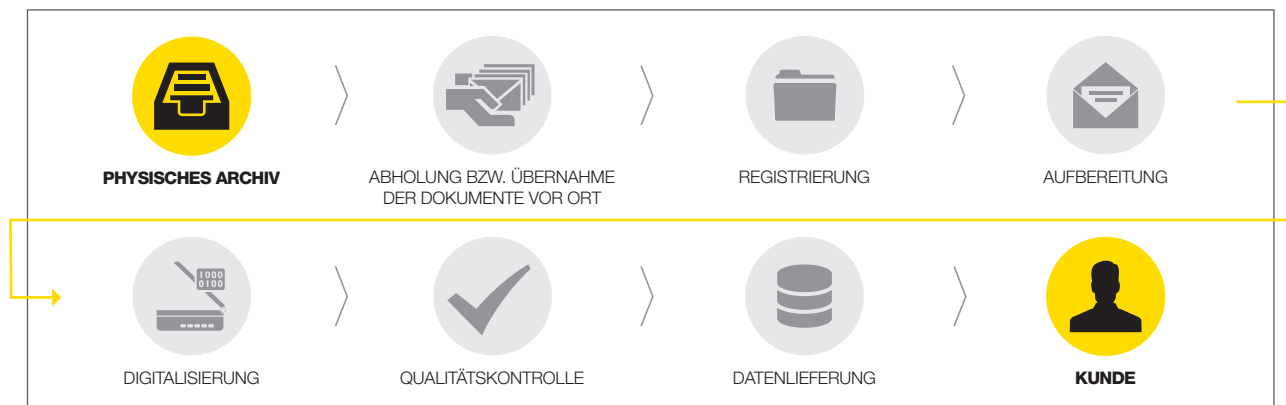 PHYSISCHES ARCHIV
ABHOLUNG BZW. ÜBERNAHME
DER DOKUMENTE VOR ORT
REGISTRIERUNG
AUFBEREITUNG
1000
0100
DIGITALISIERUNG
QUALITÄTSKONTROLLE
DATENLIEFERUNG
KUNDE